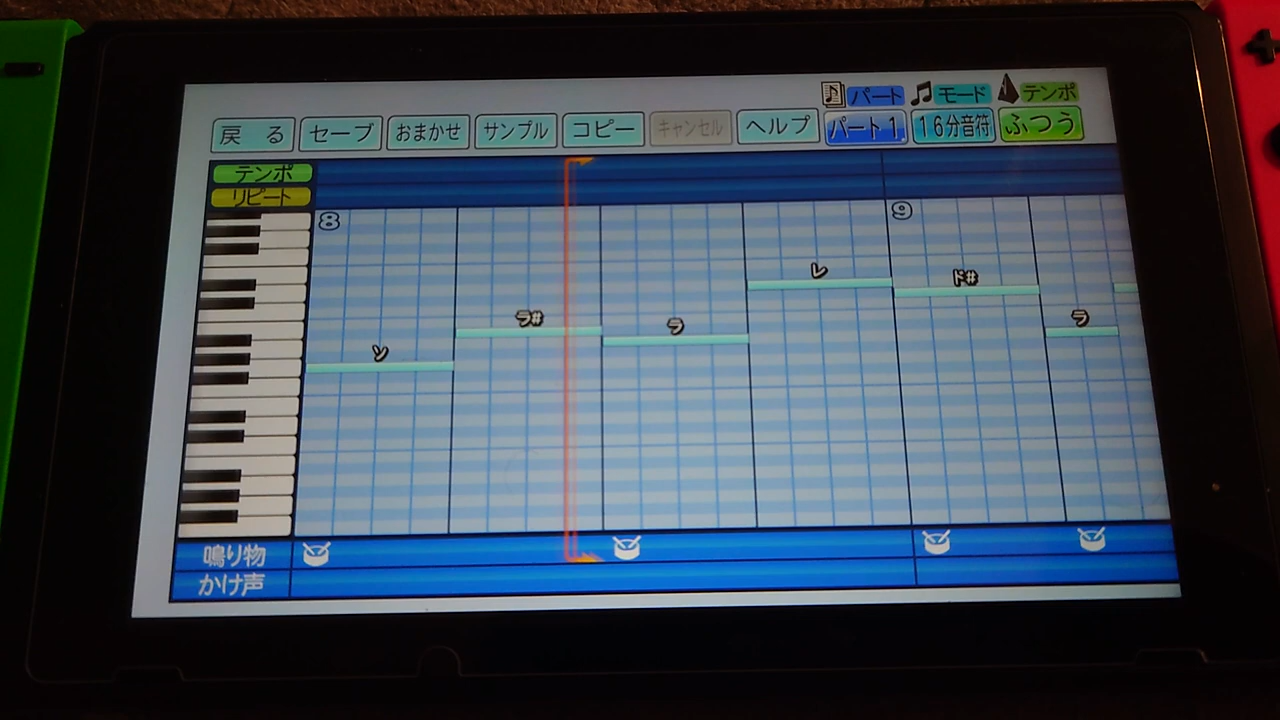 パート モード テンポ
戻る セーブ おまかせ サンプル コピー キャンセル ヘルプ パート1 16分音符 ふつう
テンポ
リピート
8 9
レ ド#
ラ# ラ ラ
ソ
鳴り物
かけ声